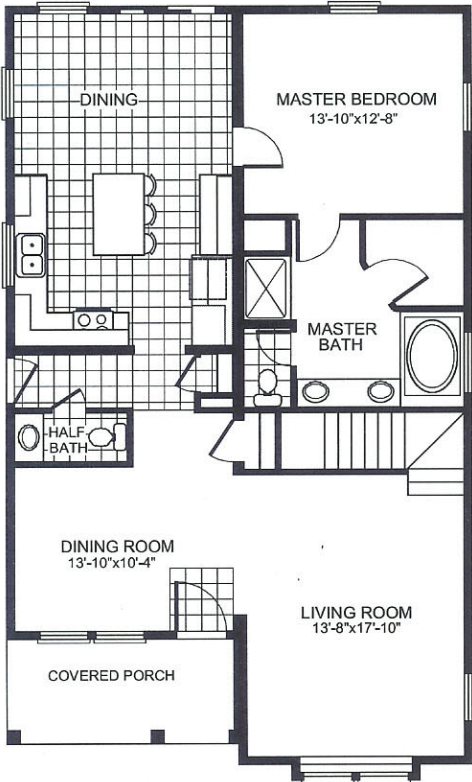 DINING
MASTER BEDROOM
13'-10"x12'-8"
MASTER
BATH
HALF
BATH
DINING ROOM
13'-10"x10'-4"
LIVING ROOM
13'-8"x17'-10"
COVERED PORCH